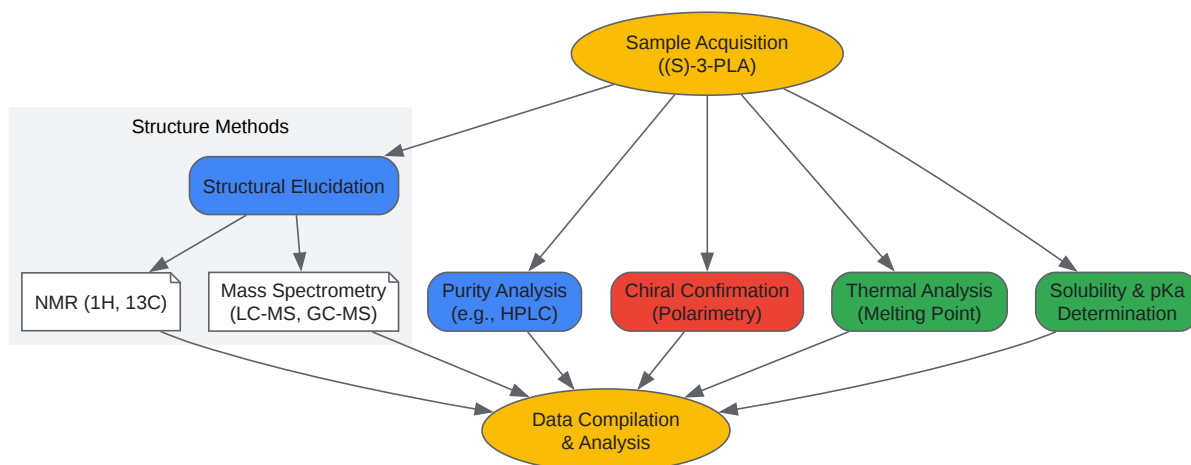 Sample Acquisition
((S)-3-PLA)
Structure Methods
Structural Elucidation
NMR (1H, 13C)
Mass Spectrometry
(LC-MS, GC-MS)
Purity Analysis
(e.g., HPLC)
Chiral Confirmation
(Polarimetry)
Thermal Analysis
(Melting Point)
Solubility & pKa
Determination
Data Compilation
& Analysis